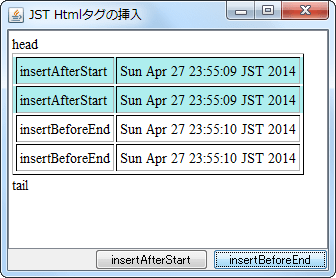 JST Htmlタグの挿入
head
insertAfterStart Sun Apr 27 23:55:09 JST 2014
insertAfterStart Sun Apr 27 23:55:09 JST 2014
insertBeforeEnd Sun Apr 27 23:55:10 JST 2014
insertBeforeEnd Sun Apr 27 23:55:10 JST 2014
tail
insertAfterStart insertBeforeEnd